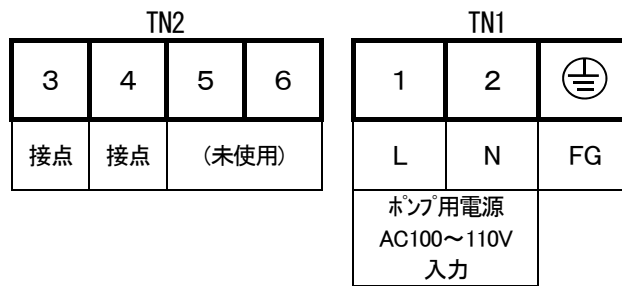 TN2 TN1
3 4 5 6 1 2
接点 接点 (未使用) L N FG
ﾎﾟﾝﾌﾟ用電源
AC100～110V
入力